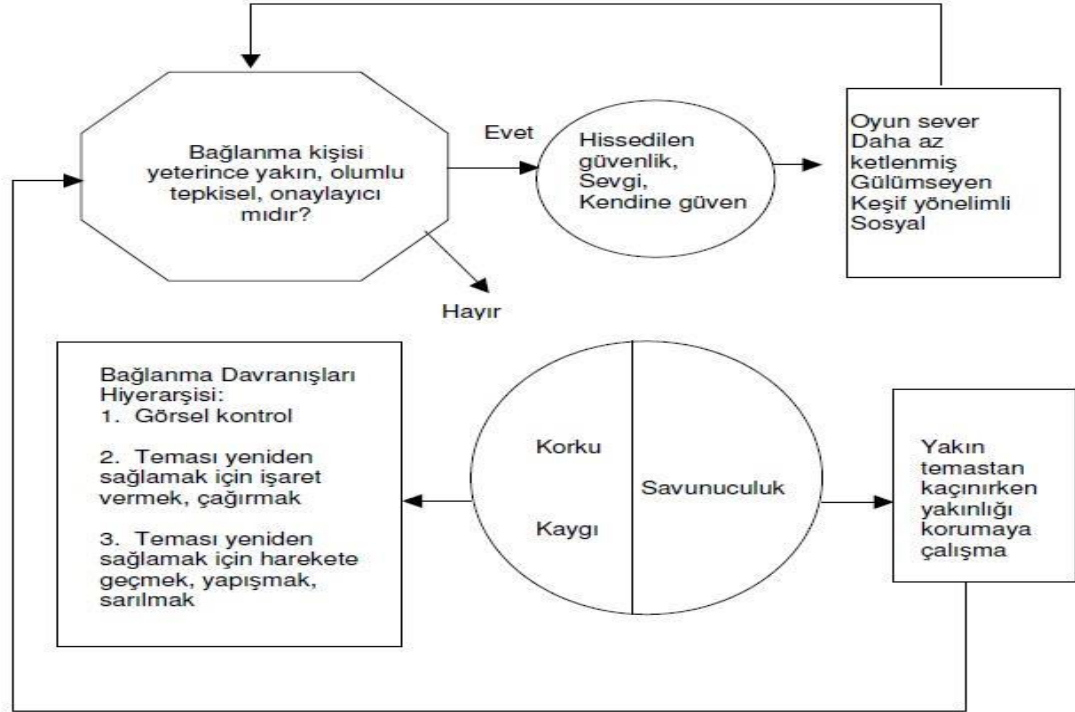 Bağlanma kişisi
yeterince yakın, olumlu
tepkisel, onaylayıcı
mıdır?
Evet
Hissedilen
güvenlik,
Sevgi,
Kendine güven
Oyun sever
Daha az
ketlenmiş
Gülümseyen
Keşif yönelimli
Sosyal
Hayır
Bağlanma Davranışları
Hiyerarşisi:
1. Görsel kontrol
2. Teması yeniden
sağlamak için işaret
vermek, çağırmak
3. Teması yeniden
sağlamak için harekete
geçmek, yapışmak,
sarılmak
Korku
Kaygı
Savunuculuk
Yakın
temastan
kaçınırken
yakınlığı
korumaya
çalışma